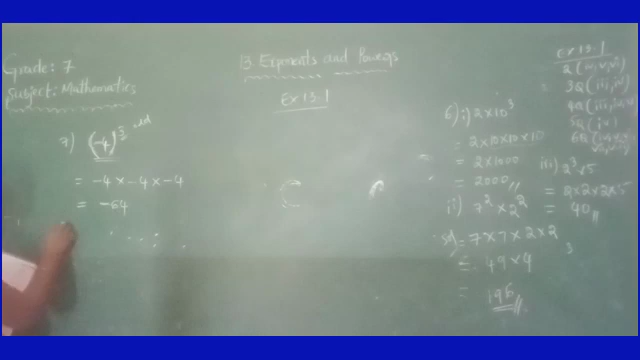 Grade: 7
Subject: Mathematics
13. Exponents and Powers
Ex 13.1
7) (-4)³ odd
= -4 × -4 × -4
= -64
6) i) 2 × 10³
= 2 × 10 × 10 × 10
= 2 × 1000
= 2000
ii) 7² × 2²
= 7 × 7 × 2 × 2
= 49 × 4
= 196
iii) 2³ × 5
= 2 × 2 × 2 × 5
= 40
Ex 13.1